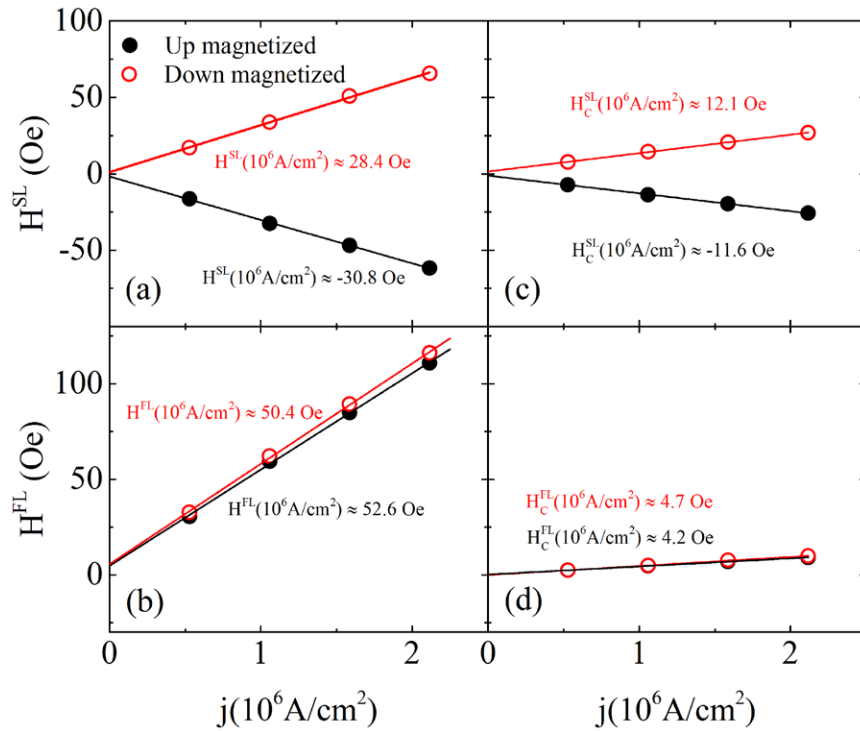 100
Up magnetized
Down magnetized
50
0
-50
H^SL (Oe)
H^SL(10^6A/cm^2) ≈ 28.4 Oe
H^SL(10^6A/cm^2) ≈ -30.8 Oe
(a)
H_C^SL(10^6A/cm^2) ≈ 12.1 Oe
H_C^SL(10^6A/cm^2) ≈ -11.6 Oe
(c)
100
50
0
H^FL (Oe)
H^FL(10^6A/cm^2) ≈ 50.4 Oe
H^FL(10^6A/cm^2) ≈ 52.6 Oe
(b)
H_C^FL(10^6A/cm^2) ≈ 4.7 Oe
H_C^FL(10^6A/cm^2) ≈ 4.2 Oe
(d)
0 1 2 0 1 2
j(10^6A/cm^2) j(10^6A/cm^2)